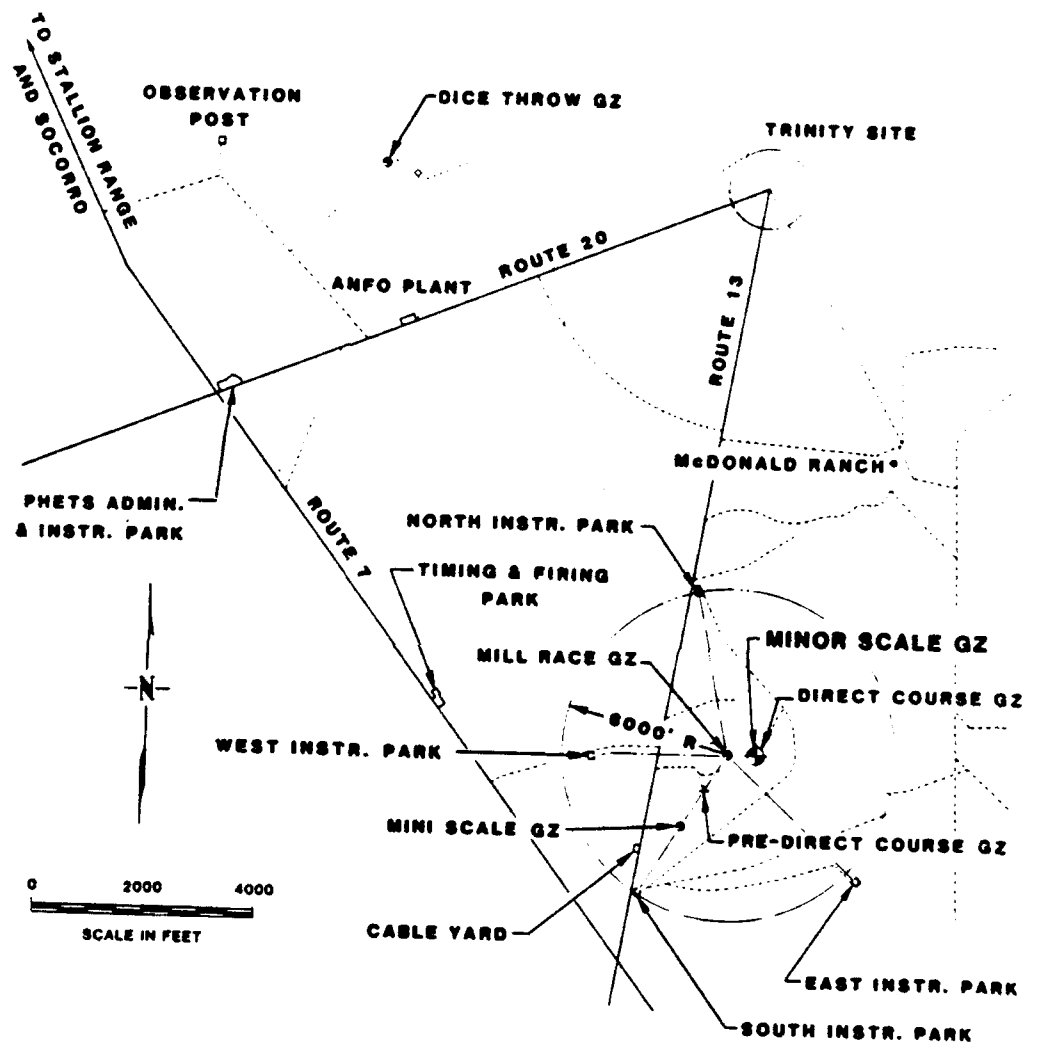 TO STALLION RANGE
AND SOCORRO
OBSERVATION
POST
DICE THROW GZ
TRINITY SITE
ROUTE 20
ANFO PLANT
ROUTE 13
McDONALD RANCH
PHETS ADMIN.
& INSTR. PARK
ROUTE 7
NORTH INSTR. PARK
TIMING & FIRING
PARK
MINOR SCALE GZ
MILL RACE GZ
N
DIRECT COURSE GZ
6000' R
WEST INSTR. PARK
MINI SCALE GZ
PRE-DIRECT COURSE GZ
0 2000 4000
SCALE IN FEET
CABLE YARD
EAST INSTR. PARK
SOUTH INSTR. PARK